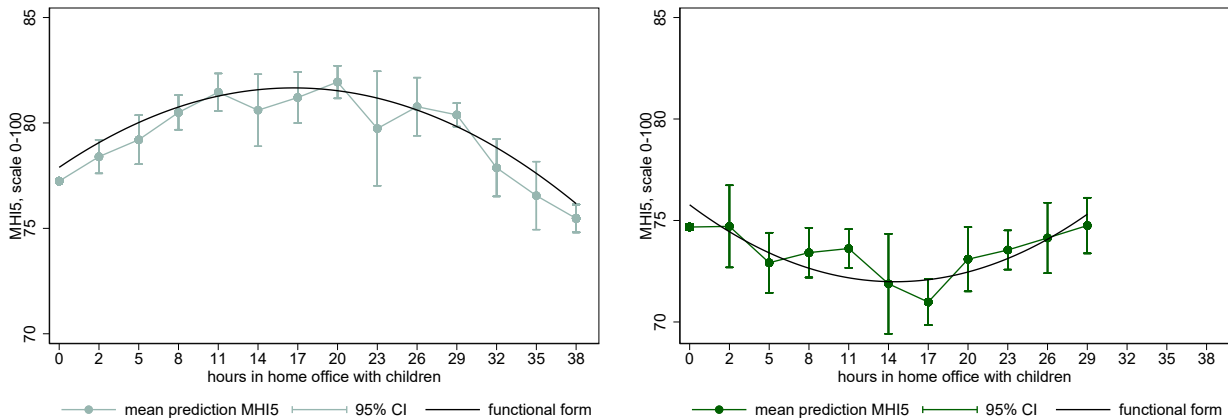 85
80
75
70
MHI5, scale 0-100
0 2 5 8 11 14 17 20 23 26 29 32 35 38
hours in home office with children
mean prediction MHI5 95% CI functional form
85
80
75
70
MHI5, scale 0-100
0 2 5 8 11 14 17 20 23 26 29 32 35 38
hours in home office with children
mean prediction MHI5 95% CI functional form